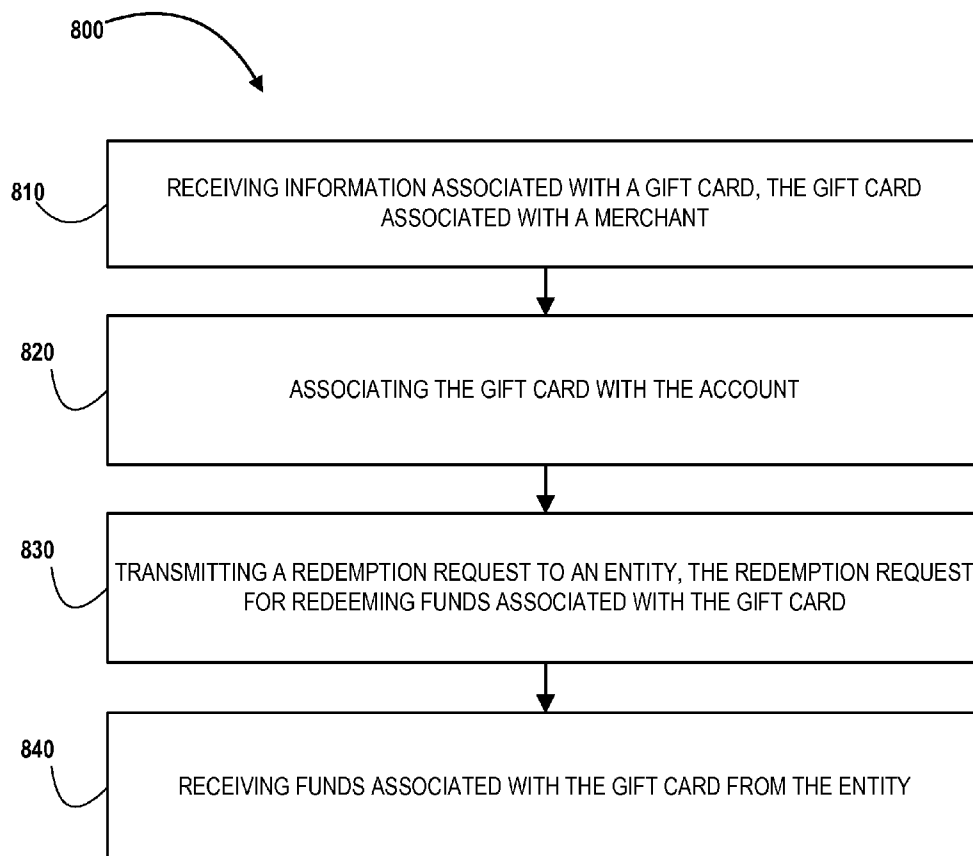 800
810
RECEIVING INFORMATION ASSOCIATED WITH A GIFT CARD, THE GIFT CARD
ASSOCIATED WITH A MERCHANT
820
ASSOCIATING THE GIFT CARD WITH THE ACCOUNT
830
TRANSMITTING A REDEMPTION REQUEST TO AN ENTITY, THE REDEMPTION REQUEST
FOR REDEEMING FUNDS ASSOCIATED WITH THE GIFT CARD
840
RECEIVING FUNDS ASSOCIATED WITH THE GIFT CARD FROM THE ENTITY